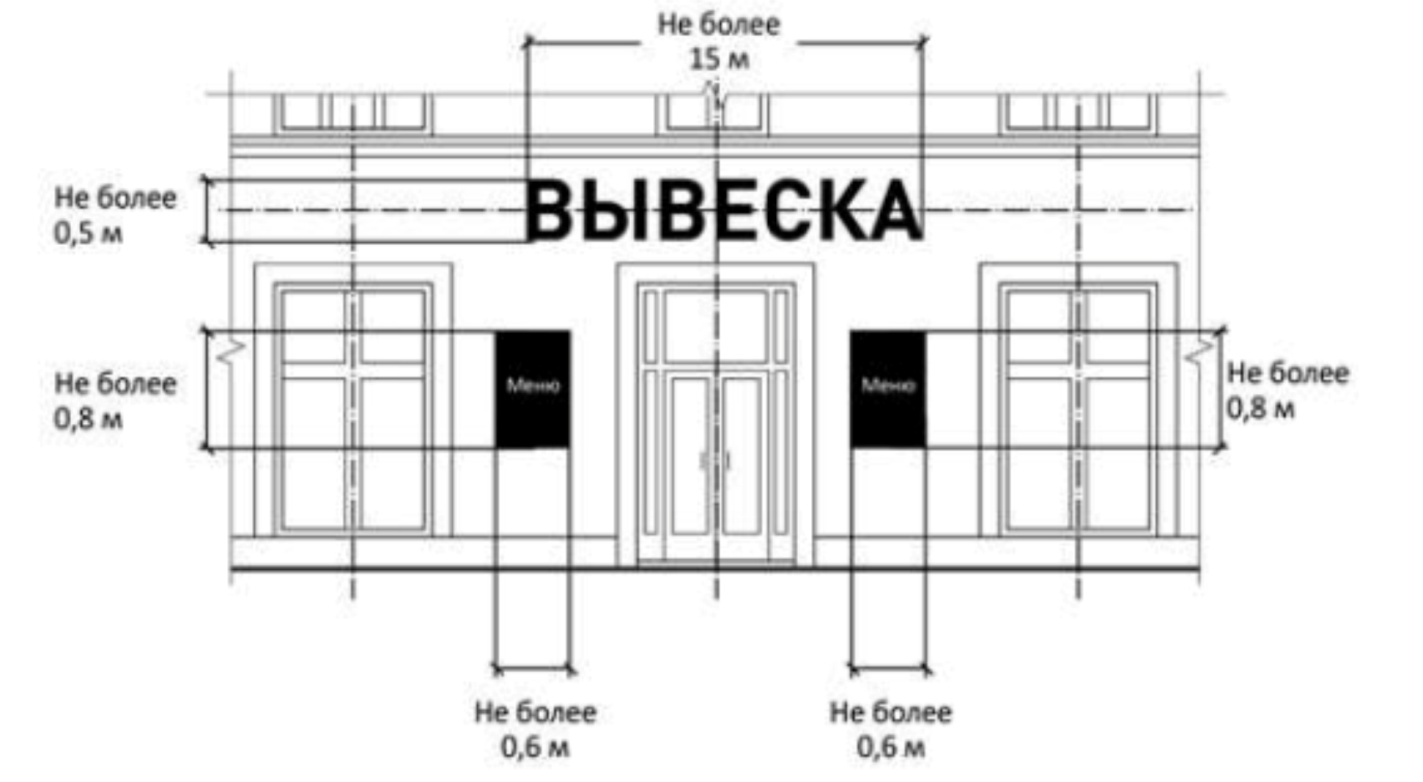 Не более
15 м
Не более
0,5 м
ВЫВЕСКА
Не более
0,8 м
Меню
Меню
Не более
0,8 м
Не более
0,6 м
Не более
0,6 м